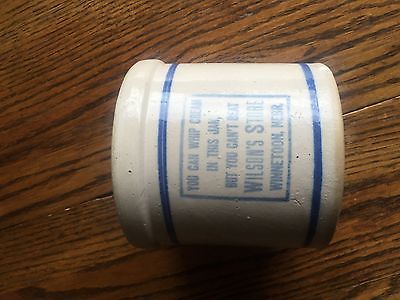 YOU CAN WHIP CREAM
IN THIS JAR,
BUT YOU CAN'T BEAT
WILSON'S STORE
WINNETOON, NEBR.